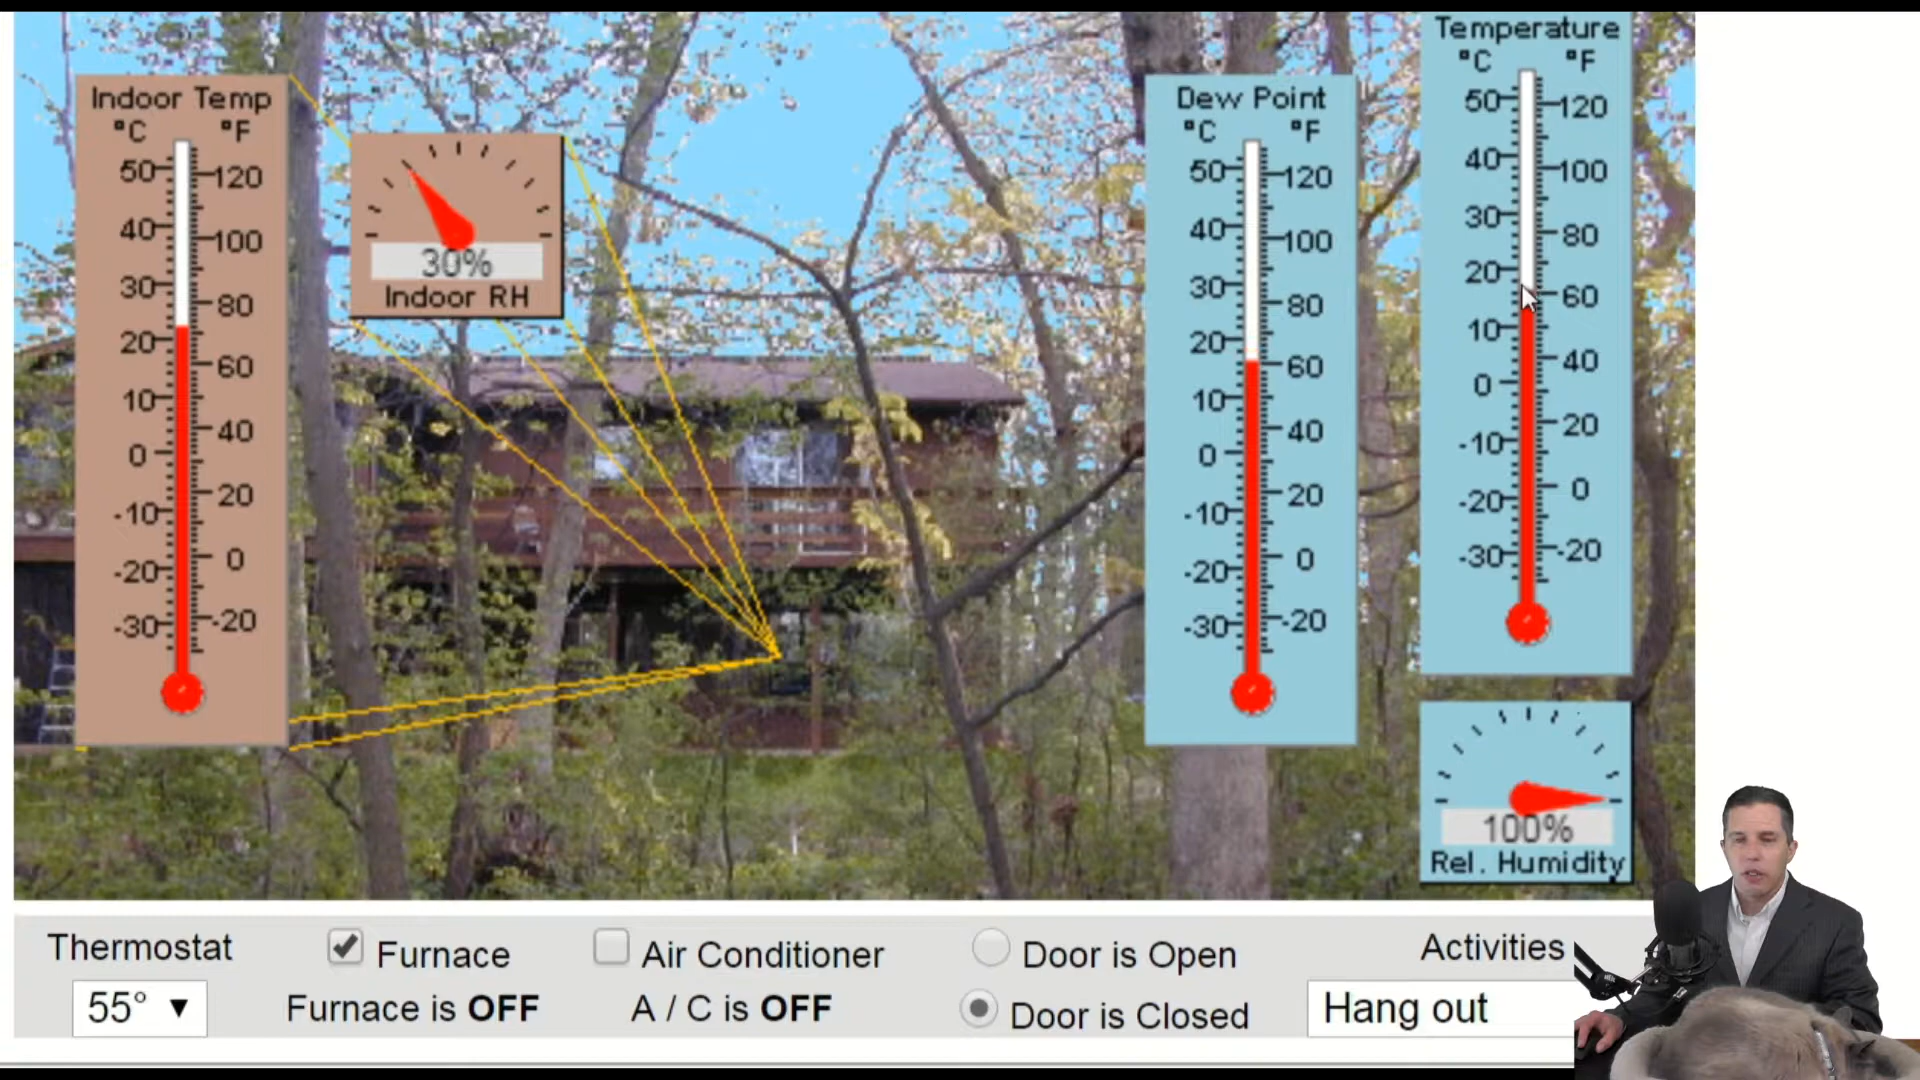 Indoor Temp
°C °F
50 120
40 100
30 80
20 60
10 40
0 20
-10 0
-20 -20
-30
30%
Indoor RH
Dew Point
°C °F
50 120
40 100
30 80
20 60
10 40
0 20
-10 0
-20 -20
-30
Temperature
°C °F
50 120
40 100
30 80
20 60
10 40
0 20
-10 0
-20 -20
-30
100%
Rel. Humidity
Thermostat
55° ▼
Furnace
Furnace is OFF
Air Conditioner
A / C is OFF
Door is Open
Door is Closed
Activities
Hang out